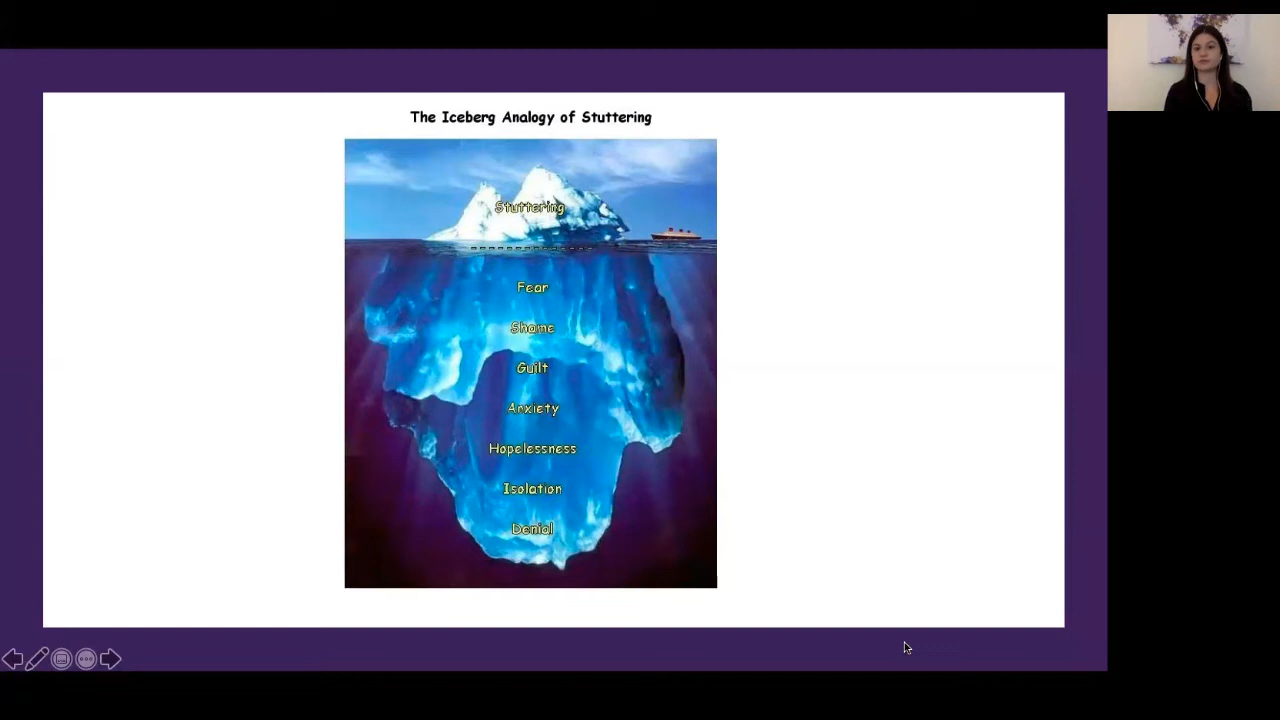 The Iceberg Analogy of Stuttering
Stuttering
Fear
Shame
Guilt
Anxiety
Hopelessness
Isolation
Denial